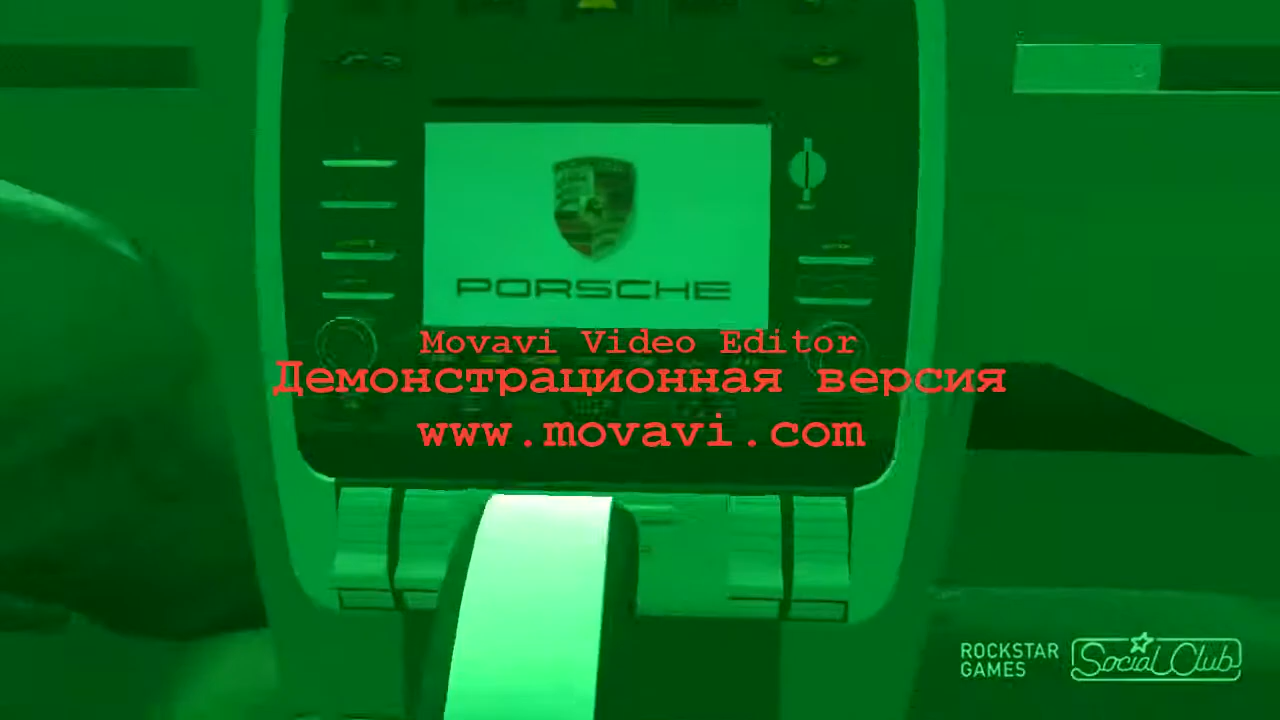 PORSCHE
Movavi Video Editor
Демонстрационная версия
www.movavi.com
ROCKSTAR
GAMES
Social Club